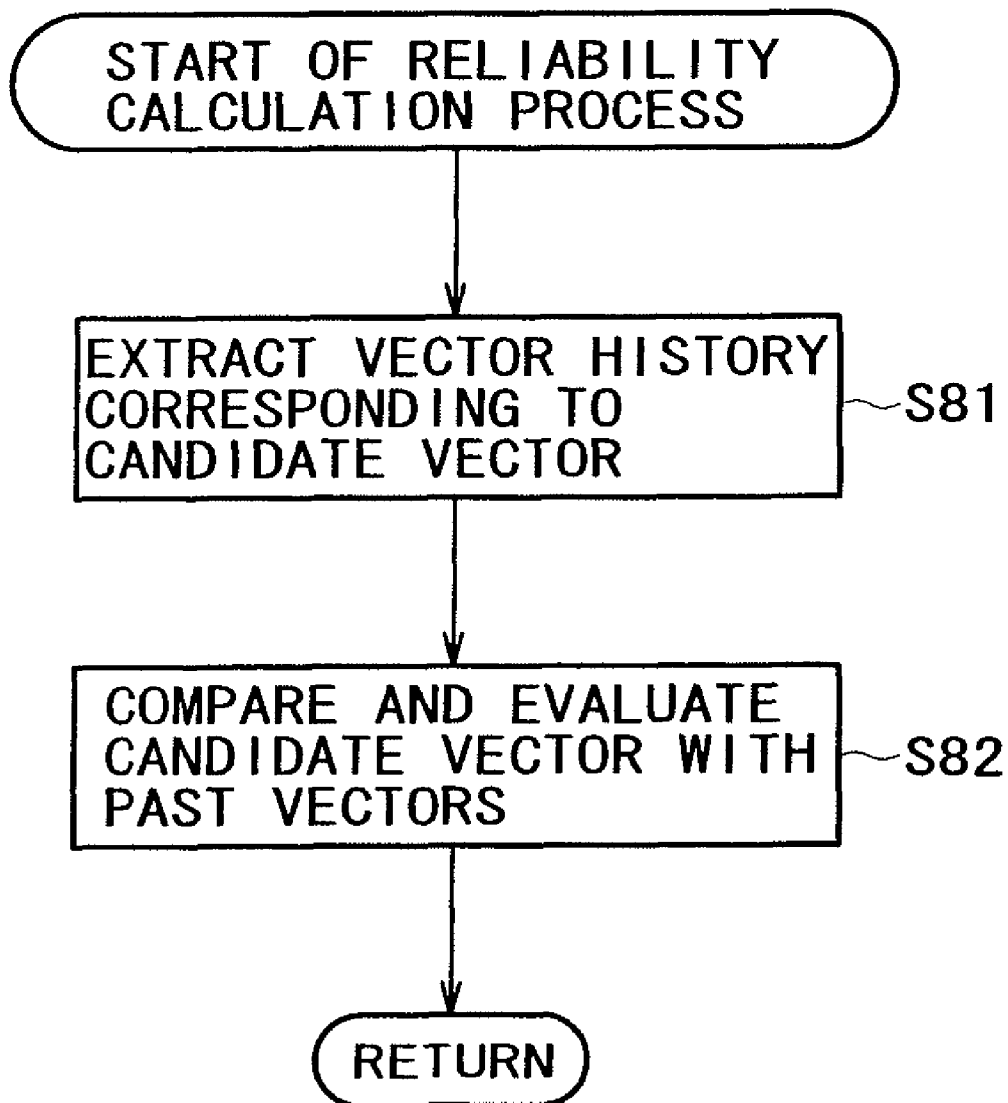 START OF RELIABILITY
CALCULATION PROCESS
EXTRACT VECTOR HISTORY
CORRESPONDING TO
CANDIDATE VECTOR
S81
COMPARE AND EVALUATE
CANDIDATE VECTOR WITH
PAST VECTORS
S82
RETURN